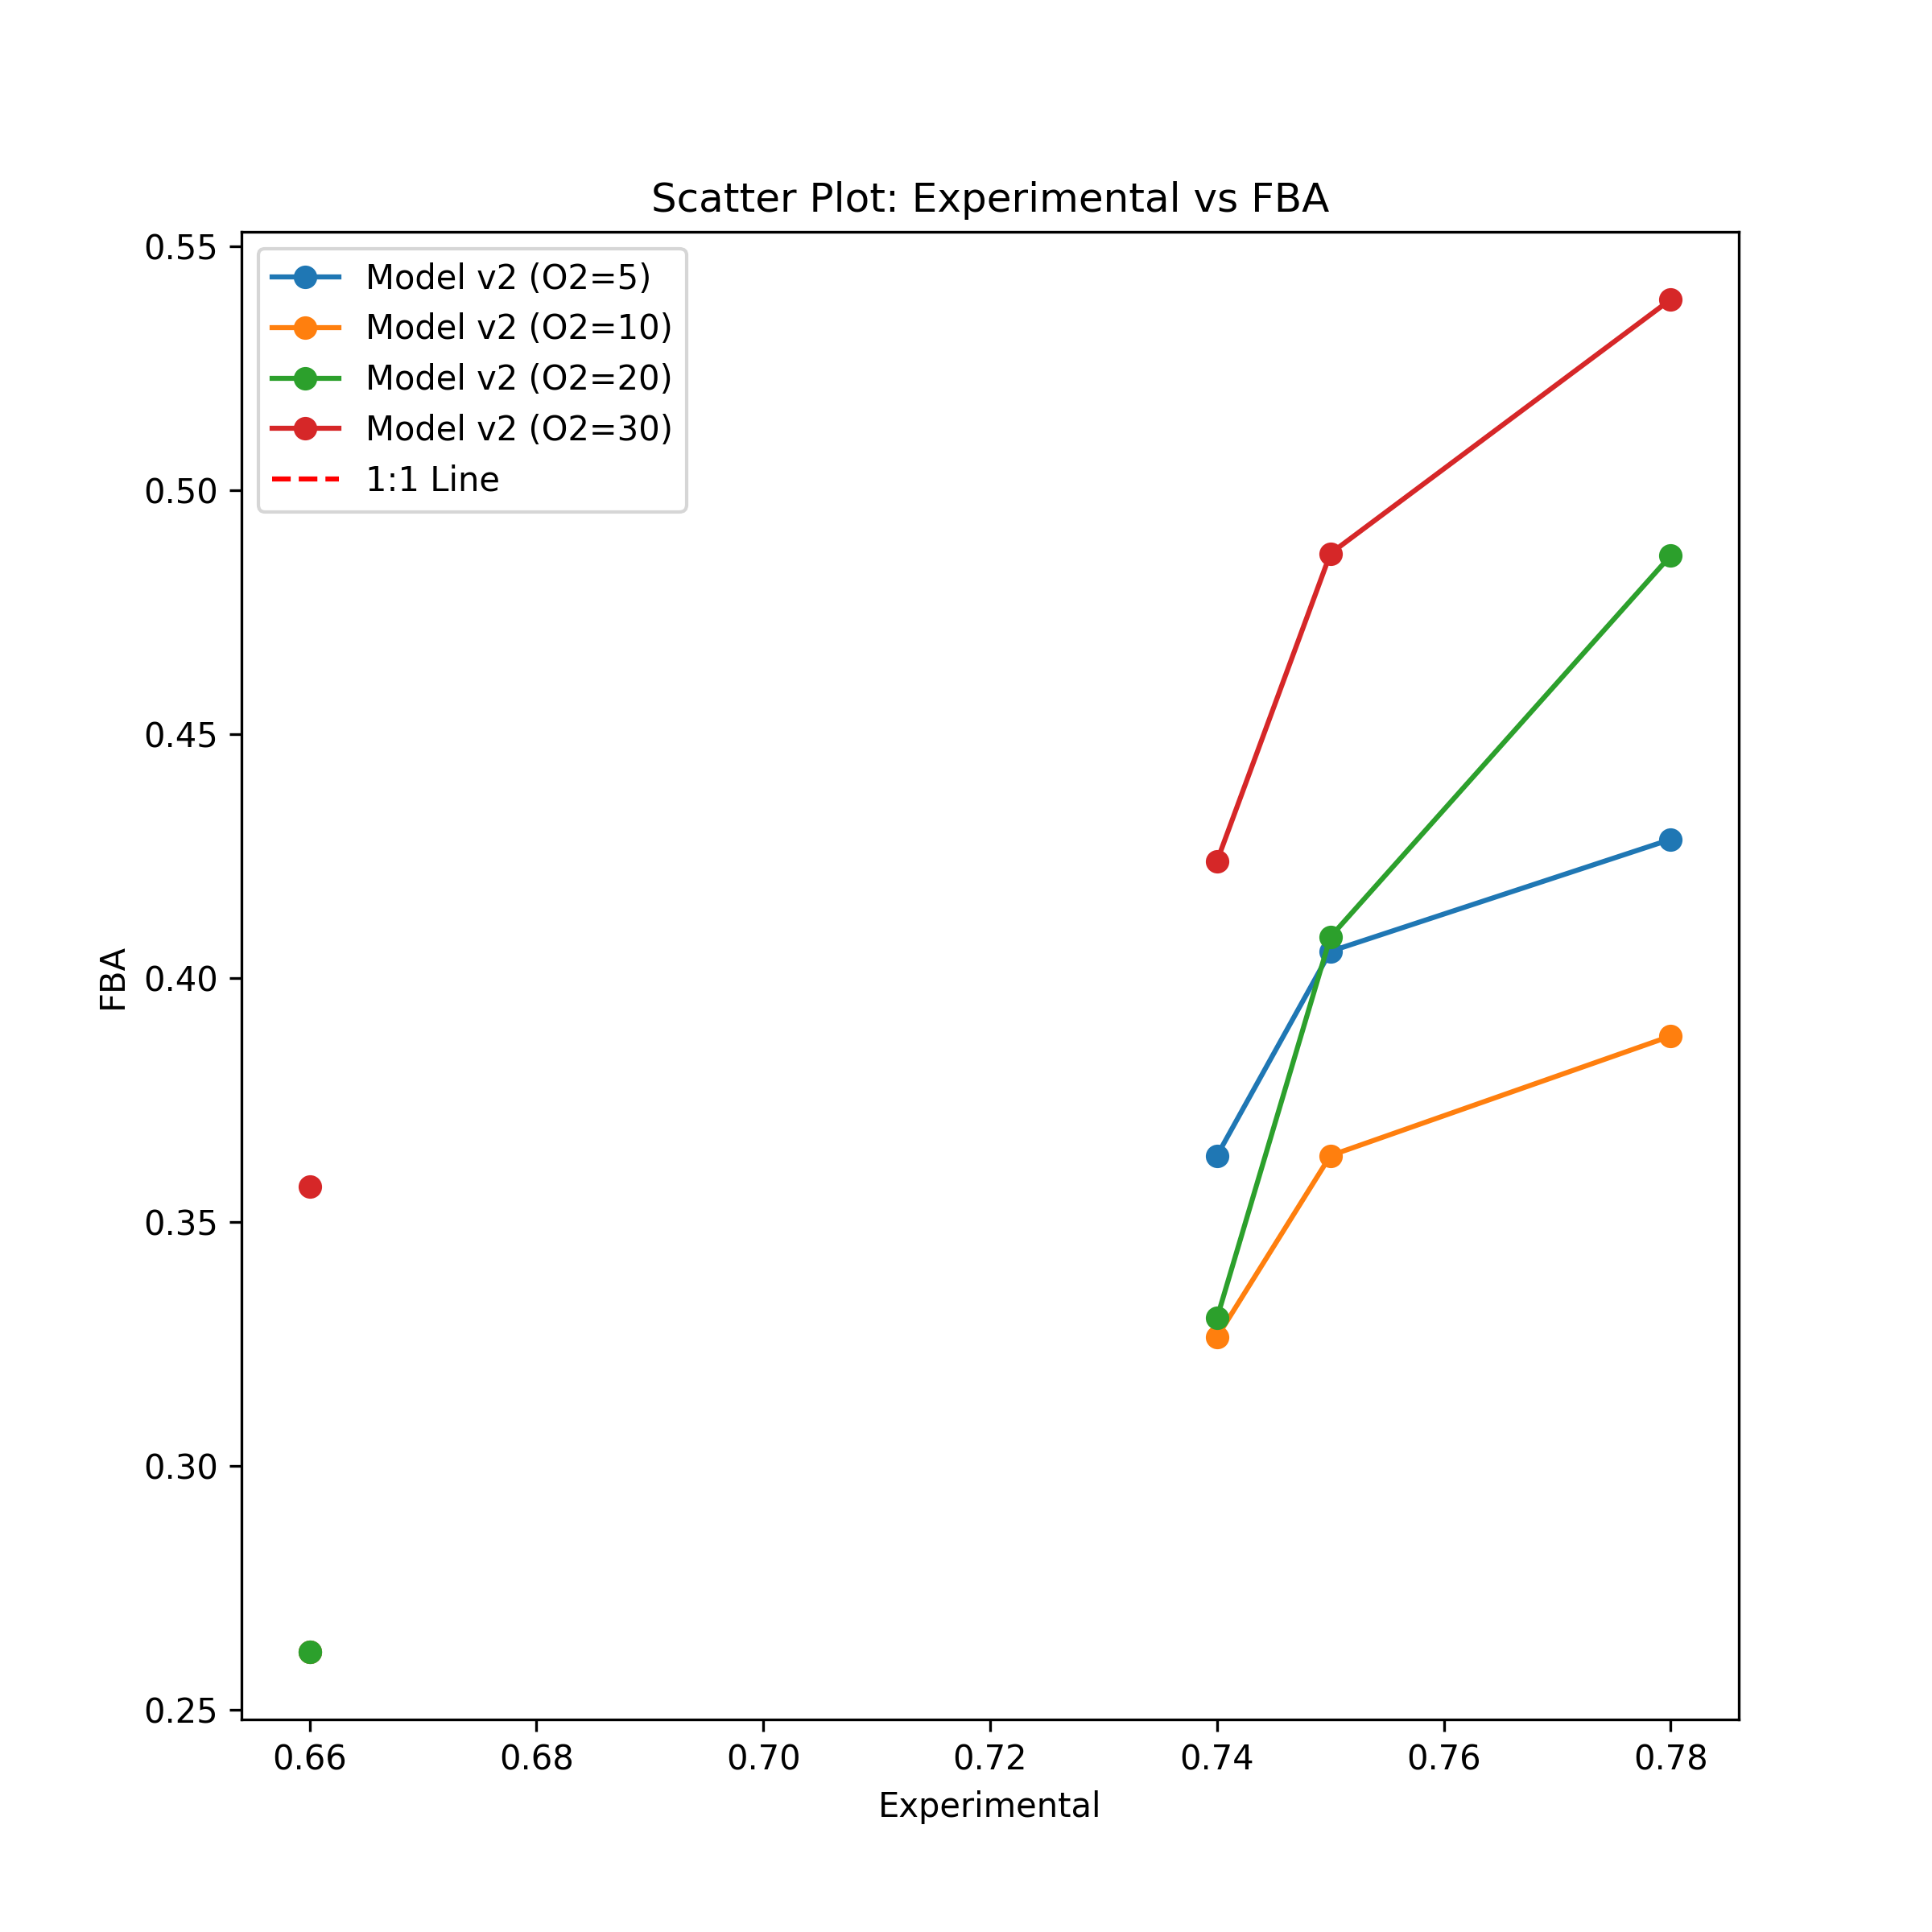 Scatter Plot: Experimental vs FBA
0.55
0.50
0.45
0.40
0.35
0.30
0.25
FBA
Model v2 (O2=5)
Model v2 (O2=10)
Model v2 (O2=20)
Model v2 (O2=30)
1:1 Line
0.66 0.68 0.70 0.72 0.74 0.76 0.78
Experimental